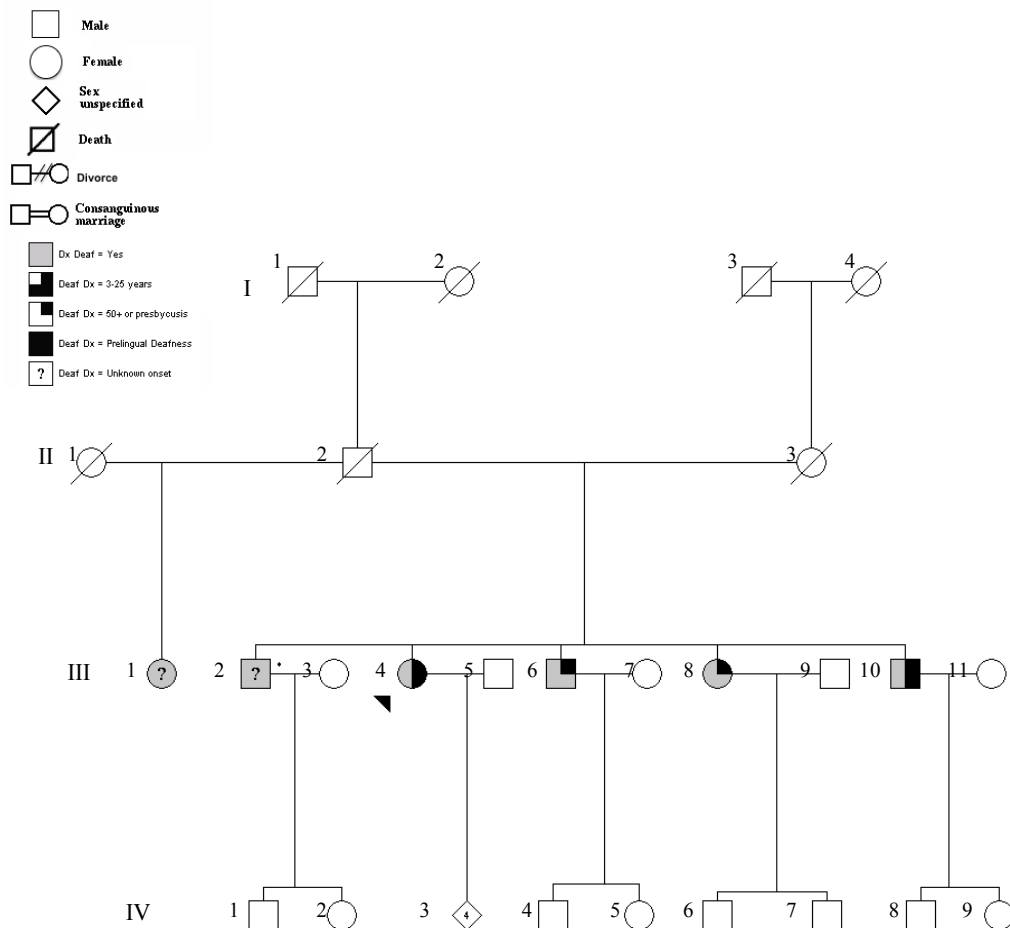 Male
Female
Sex
unspecified
Death
Divorce
Consanguinous
marriage
Dx Deaf = Yes
Deaf Dx = 3-25 years
Deaf Dx = 50+ or presbycusis
Deaf Dx = Prelingual Deafness
? Deaf Dx = Unknown onset
I 1 2 3 4
II 1 2 3
III 1 ? 2 ? 3 4 5 6 7 8 9 10 11
IV 1 2 3 4 4 5 6 7 8 9